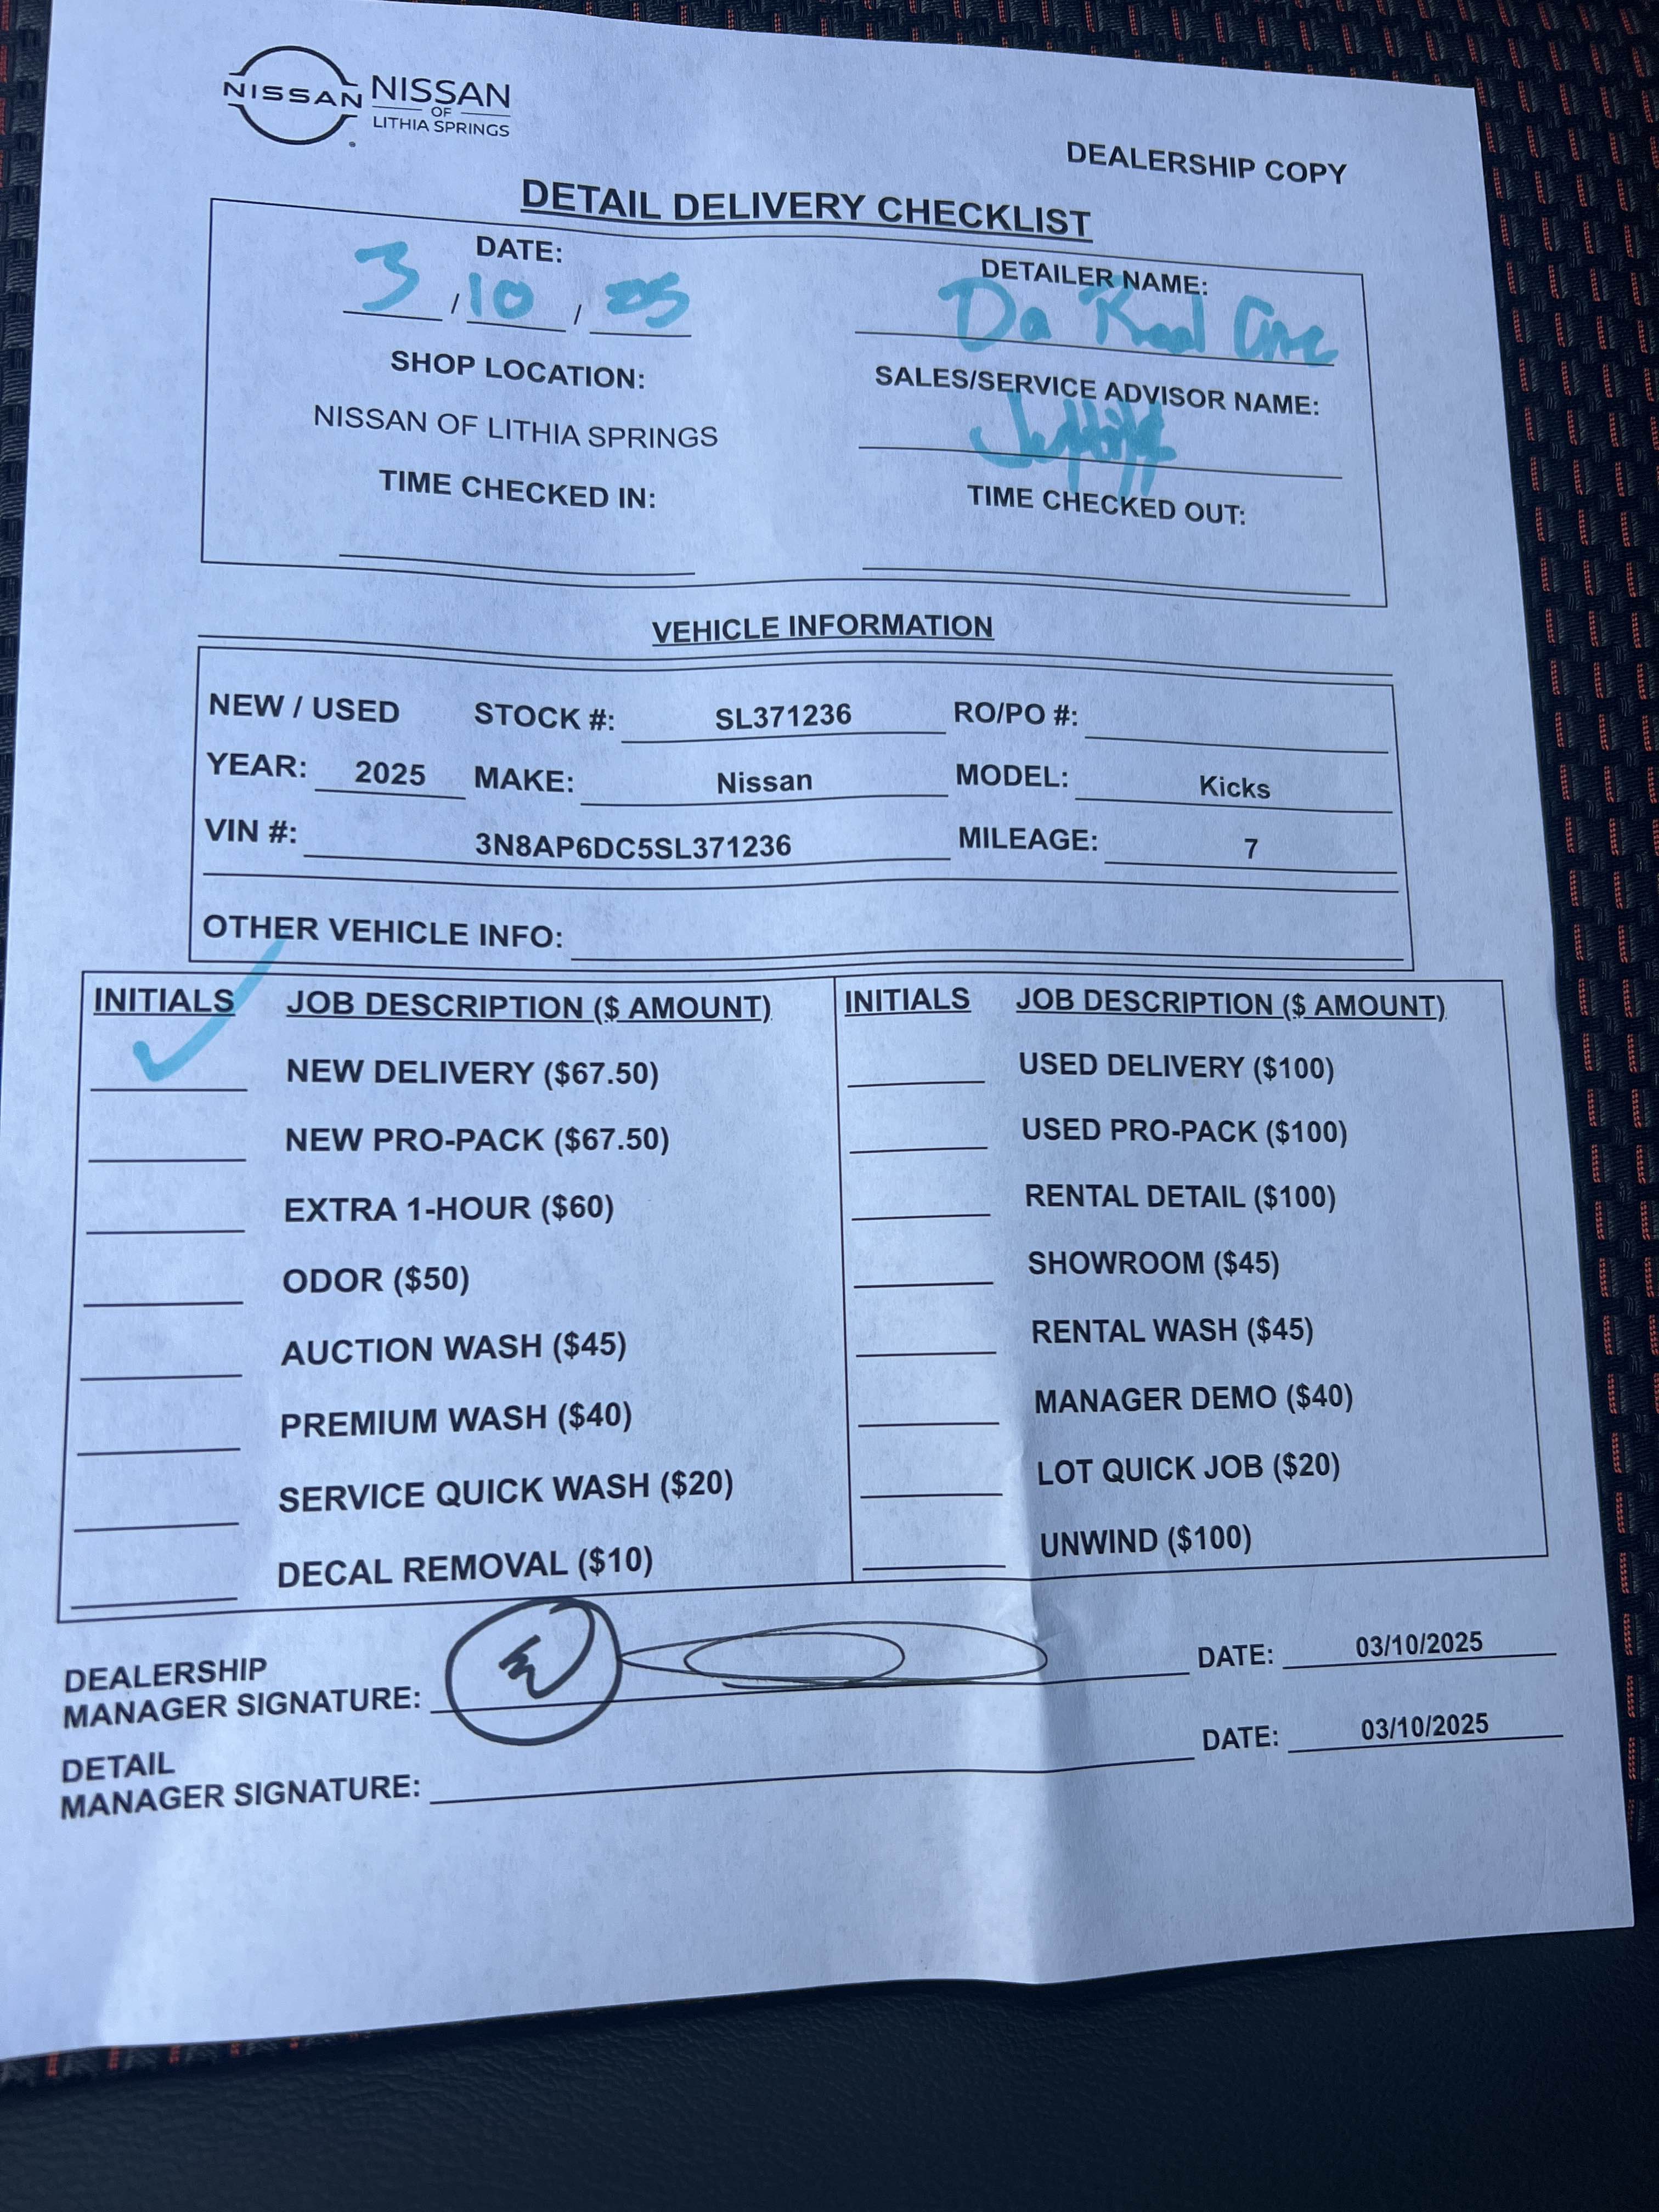 NISSAN NISSAN
OF
LITHIA SPRINGS
DEALERSHIP COPY
DETAIL DELIVERY CHECKLIST
DATE:
3 / 10 / 25
DETAILER NAME:
Da Real One
SHOP LOCATION:
NISSAN OF LITHIA SPRINGS
SALES/SERVICE ADVISOR NAME:
TIME CHECKED IN:
TIME CHECKED OUT:
VEHICLE INFORMATION
NEW / USED STOCK #: SL371236 RO/PO #:
YEAR: 2025 MAKE: Nissan MODEL: Kicks
VIN #: 3N8AP6DC5SL371236 MILEAGE: 7
OTHER VEHICLE INFO:
INITIALS JOB DESCRIPTION ($ AMOUNT) INITIALS JOB DESCRIPTION ($ AMOUNT)
NEW DELIVERY ($67.50) USED DELIVERY ($100)
NEW PRO-PACK ($67.50) USED PRO-PACK ($100)
EXTRA 1-HOUR ($60) RENTAL DETAIL ($100)
ODOR ($50) SHOWROOM ($45)
AUCTION WASH ($45) RENTAL WASH ($45)
PREMIUM WASH ($40) MANAGER DEMO ($40)
SERVICE QUICK WASH ($20) LOT QUICK JOB ($20)
DECAL REMOVAL ($10) UNWIND ($100)
DEALERSHIP
MANAGER SIGNATURE: DATE: 03/10/2025
DETAIL
MANAGER SIGNATURE: DATE: 03/10/2025